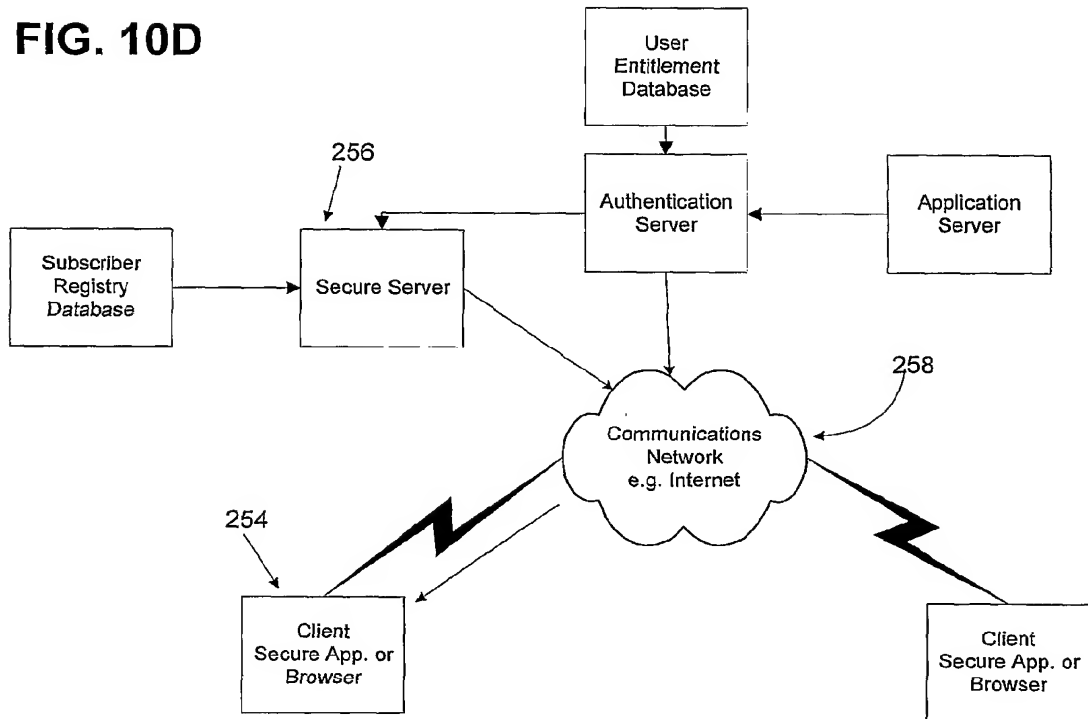 FIG. 10D
User
Entitlement
Database
256
Authentication
Server
Application
Server
Subscriber
Registry
Database
Secure Server
258
Communications
Network
e.g. Internet
254
Client
Secure App. or
Browser
Client
Secure App. or
Browser